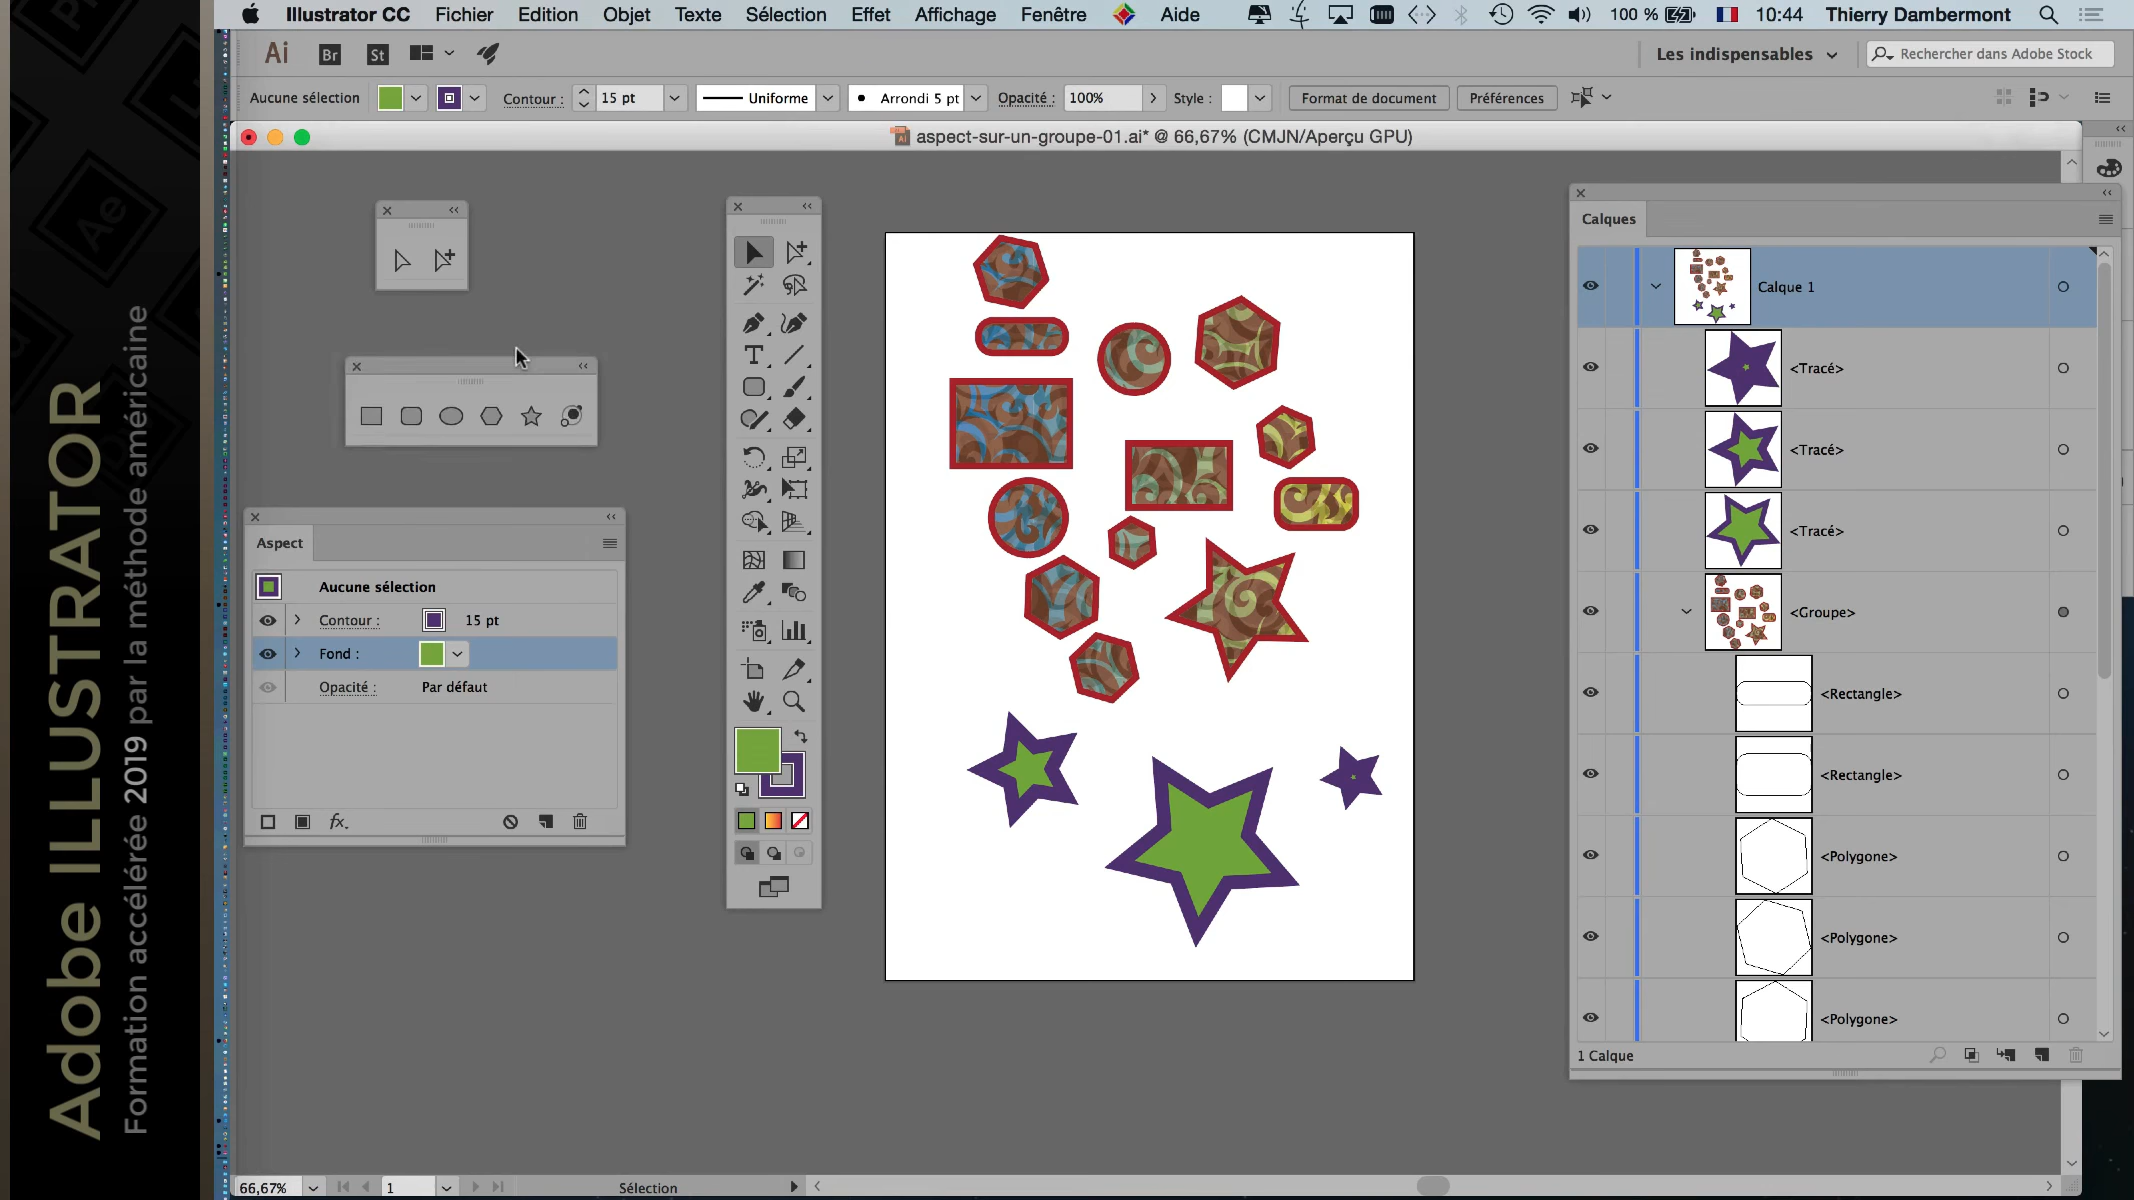 Illustrator CC Fichier Edition Objet Texte Sélection Effet Affichage Fenêtre Aide 100 % 10:44 Thierry Dambermont
Ai Br St Les indispensables Rechercher dans Adobe Stock
Aucune sélection Contour : 15 pt Uniforme Arrondi 5 pt Opacité : 100% Style : Format de document Préférences
aspect-sur-un-groupe-01.ai* @ 66,67% (CMJN/Aperçu GPU)
Adobe ILLUSTRATOR
Formation accélérée 2019 par la méthode américaine
Ae
Aspect
Aucune sélection
Contour : 15 pt
Fond :
Opacité : Par défaut
fx.
T
Calques
Calque 1
<Tracé>
<Tracé>
<Tracé>
<Groupe>
<Rectangle>
<Rectangle>
<Polygone>
<Polygone>
<Polygone>
1 Calque
66,67% 1 Sélection